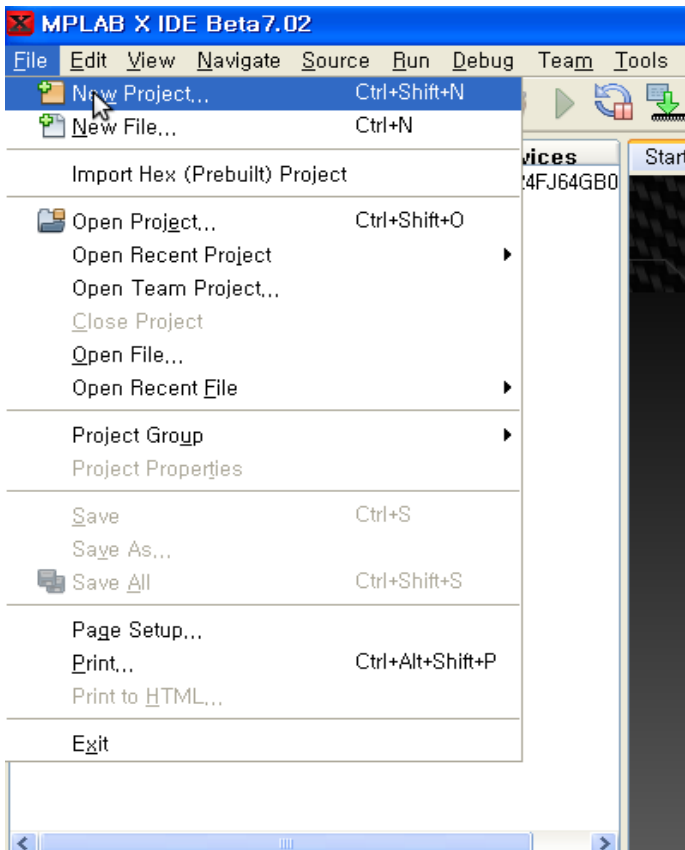 MPLAB X IDE Beta7.02
File Edit View Navigate Source Run Debug Team Tools
New Project... Ctrl+Shift+N
New File... Ctrl+N
Import Hex (Prebuilt) Project
Open Project... Ctrl+Shift+O
Open Recent Project
Open Team Project...
Close Project
Open File...
Open Recent File
Project Group
Project Properties
Save Ctrl+S
Save As...
Save All Ctrl+Shift+S
Page Setup...
Print... Ctrl+Alt+Shift+P
Print to HTML...
Exit
vices Start
24FJ64GB0